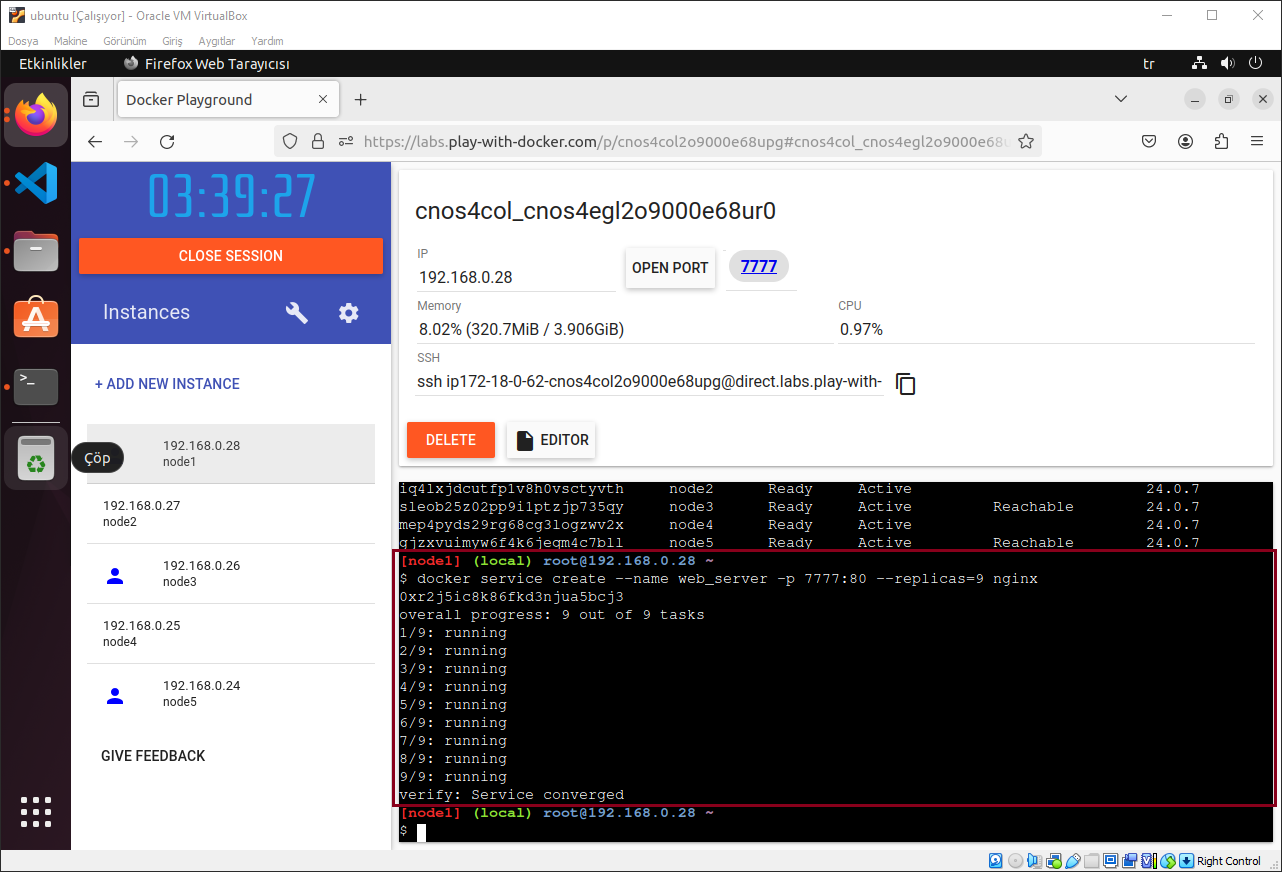 ubuntu [Çalışıyor] - Oracle VM VirtualBox
Dosya Makine Görünüm Giriş Aygıtlar Yardım
Etkinlikler Firefox Web Tarayıcısı tr
Docker Playground
https://labs.play-with-docker.com/p/cnos4col2o9000e68upg#cnos4col_cnos4egl2o9000e68u
03:39:27
CLOSE SESSION
Instances
+ ADD NEW INSTANCE
192.168.0.28
node1
Çöp
192.168.0.27
node2
192.168.0.26
node3
192.168.0.25
node4
192.168.0.24
node5
GIVE FEEDBACK
cnos4col_cnos4egl2o9000e68ur0
IP
192.168.0.28
OPEN PORT
7777
Memory
8.02% (320.7MiB / 3.906GiB)
CPU
0.97%
SSH
ssh ip172-18-0-62-cnos4col2o9000e68upg@direct.labs.play-with-
DELETE
EDITOR
iq4lxjdcutfp1v8h0vsctyvth node2 Ready Active 24.0.7
sleob25z02pp9i1ptzjp735qy node3 Ready Active Reachable 24.0.7
mep4pyds29rg68cg3logzwv2x node4 Ready Active 24.0.7
gjzxvuimyw6f4k6jeqm4c7bll node5 Ready Active Reachable 24.0.7
[node1] (local) root@192.168.0.28 ~
$ docker service create --name web_server -p 7777:80 --replicas=9 nginx
0xr2j5ic8k86fkd3njua5bcj3
overall progress: 9 out of 9 tasks
1/9: running
2/9: running
3/9: running
4/9: running
5/9: running
6/9: running
7/9: running
8/9: running
9/9: running
verify: Service converged
[node1] (local) root@192.168.0.28 ~
$
Right Control